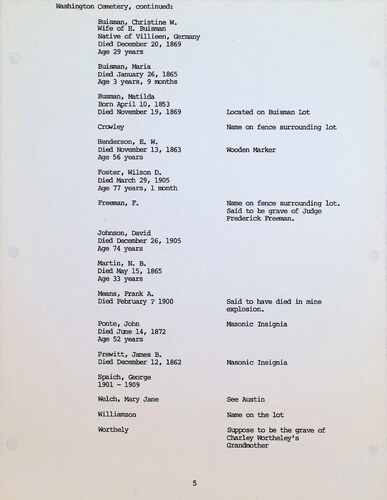 Washington Cemetery, continued:
Buisman, Christine W.
Wife of H. Buisman
Native of Villieen, Germany
Died December 20, 1869
Age 29 years
Buisman, Maria
Died January 26, 1865
Age 3 years, 9 months
Busman, Matilda
Born April 10, 1853
Died November 19, 1869 Located on Buisman Lot
Crowley Name on fence surrounding lot
Henderson, E. W.
Died November 13, 1863 Wooden Marker
Age 56 years
Foster, Wilson D.
Died March 29, 1905
Age 77 years, 1 month
Freeman, F. Name on fence surrounding lot.
Said to be grave of Judge
Frederick Freeman.
Johnson, David
Died December 26, 1905
Age 74 years
Martin, N. B.
Died May 15, 1865
Age 33 years
Means, Frank A.
Died February ? 1900 Said to have died in mine
explosion.
Ponte, John Masonic Insignia
Died June 14, 1872
Age 52 years
Prewitt, James B.
Died December 12, 1862 Masonic Insignia
Spaich, George
1901 - 1909
Welch, Mary Jane See Austin
Williamson Name on the lot
Worthely Suppose to be the grave of
Charley Wortheley's
Grandmother
5